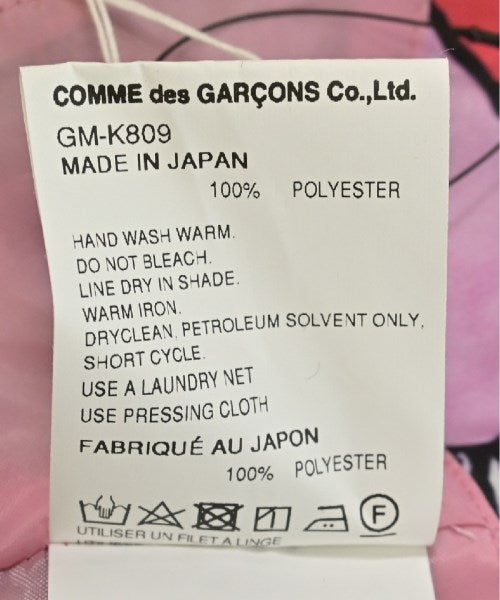 COMME des GARÇONS Co.,Ltd.
GM-K809
MADE IN JAPAN
100% POLYESTER
HAND WASH WARM.
DO NOT BLEACH.
LINE DRY IN SHADE.
WARM IRON.
DRYCLEAN, PETROLEUM SOLVENT ONLY,
SHORT CYCLE.
USE A LAUNDRY NET
USE PRESSING CLOTH
FABRIQUÉ AU JAPON
100% POLYESTER
F
UTILISER UN FILET A LINGE